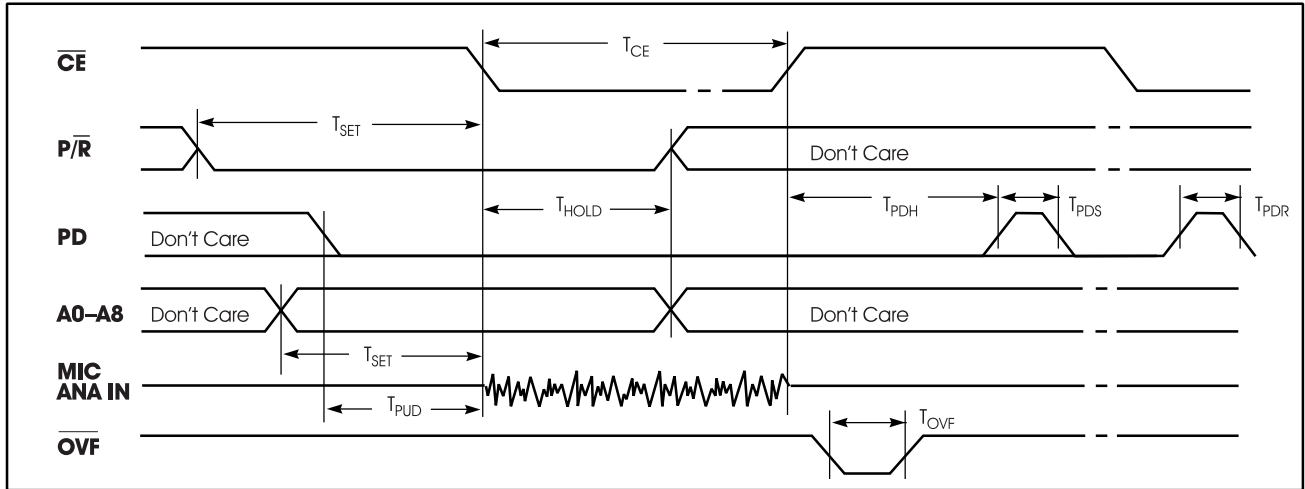 CE
T_CE
T_SET
P/R
Don't Care
T_HOLD
T_PDH
T_PDS
T_PDR
PD
Don't Care
A0–A8
Don't Care
Don't Care
T_SET
MIC
ANA IN
T_PUD
T_OVF
OVF